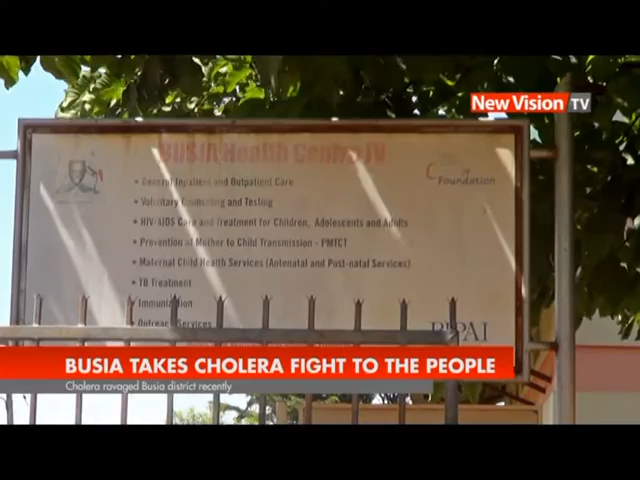 New Vision TV
BUSIA Health Centre IV
• General Inpatient and Outpatient Care
• Voluntary Counseling and Testing
• HIV-AIDS Care and Treatment for Children, Adolescents and Adults
• Prevention of Mother to Child Transmission - PMTCT
• Maternal Child Health Services (Antenatal and Post-natal Services)
• TB Treatment
• Immunization
• Outreach Services
Foundation
BIPAI
BUSIA TAKES CHOLERA FIGHT TO THE PEOPLE
Cholera ravaged Busia district recently